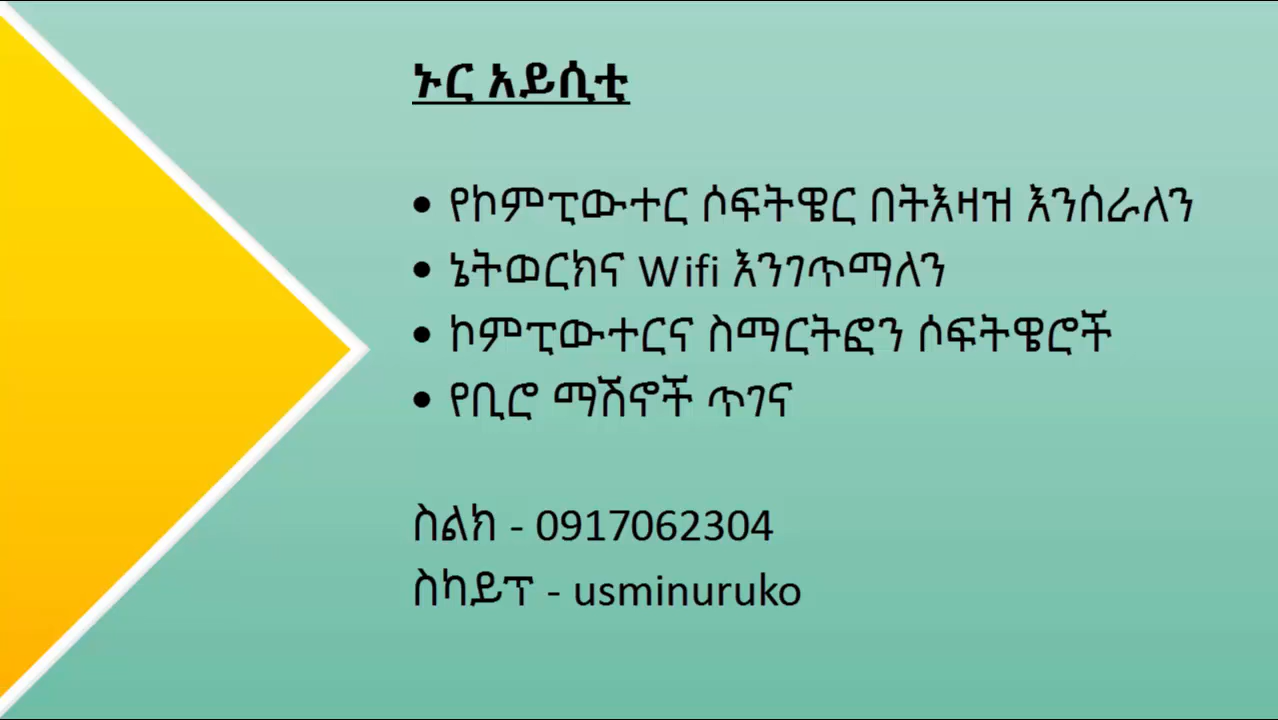 ኑር አይሲቲ
• የኮምፒውተር ሶፍትዌር በትእዛዝ እንሰራለን
• ኔትወርክና Wifi እንገጥማለን
• ኮምፒውተርና ስማርትፎን ሶፍትዌሮች
• የቢሮ ማሽኖች ጥገና
ስልክ - 0917062304
ስካይፕ - usminuruko